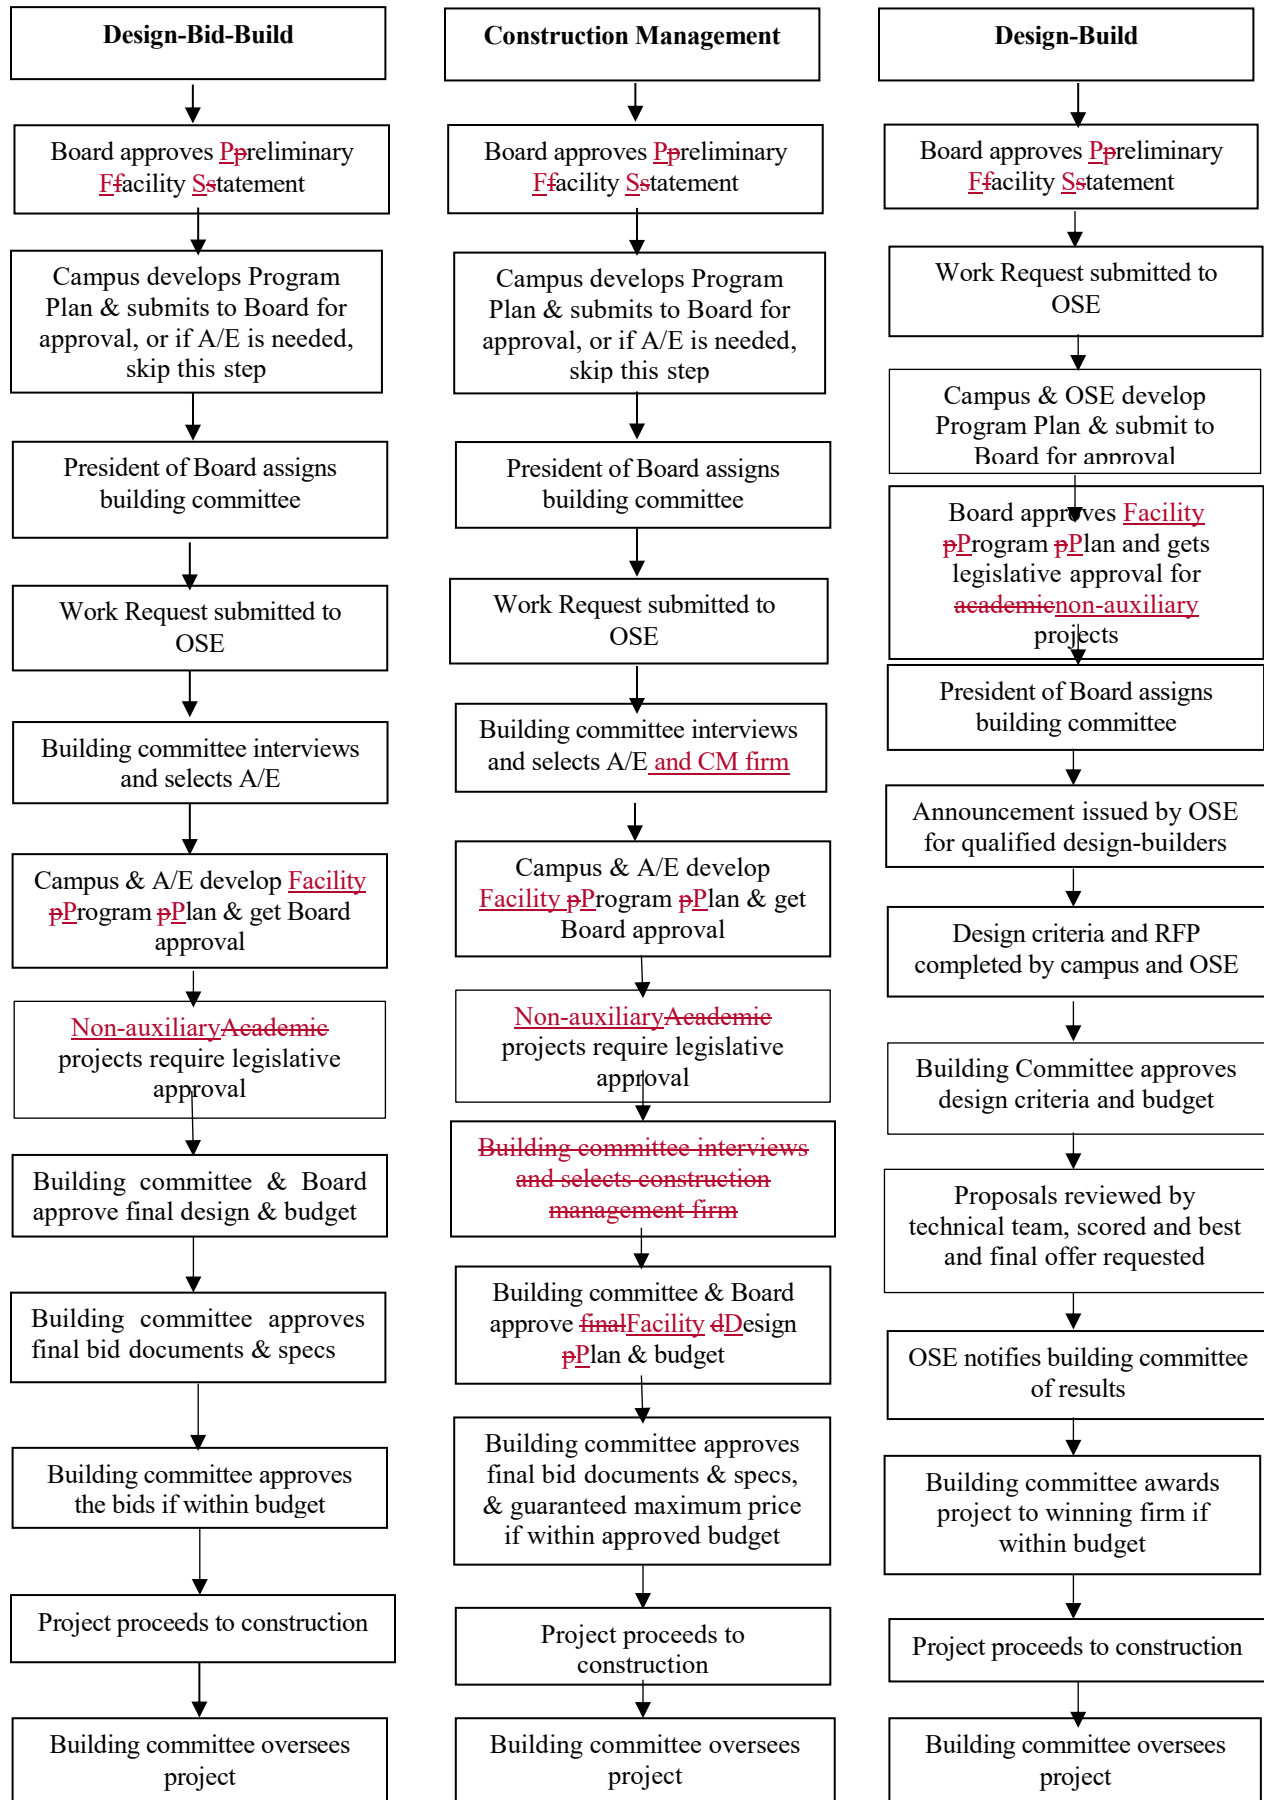 Design-Bid-Build
Board approves Ppreliminary
Ffacility Sstatement
Campus develops Program
Plan & submits to Board for
approval, or if A/E is needed,
skip this step
President of Board assigns
building committee
Work Request submitted to
OSE
Building committee interviews
and selects A/E
Campus & A/E develop Facility
pProgram pPlan & get Board
approval
Non-auxiliaryAcademic
projects require legislative
approval
Building committee & Board
approve final design & budget
Building committee approves
final bid documents & specs
Building committee approves
the bids if within budget
Project proceeds to construction
Building committee oversees
project
Construction Management
Board approves Ppreliminary
Ffacility Sstatement
Campus develops Program
Plan & submits to Board for
approval, or if A/E is needed,
skip this step
President of Board assigns
building committee
Work Request submitted to
OSE
Building committee interviews
and selects A/E and CM firm
Campus & A/E develop
Facility pProgram pPlan & get
Board approval
Non-auxiliaryAcademic
projects require legislative
approval
Building committee interviews
and selects construction
management firm
Building committee & Board
approve finalFacility dDesign
pPlan & budget
Building committee approves
final bid documents & specs,
& guaranteed maximum price
if within approved budget
Project proceeds to
construction
Building committee oversees
project
Design-Build
Board approves Ppreliminary
Ffacility Sstatement
Work Request submitted to
OSE
Campus & OSE develop
Program Plan & submit to
Board for approval
Board approves Facility
pProgram pPlan and gets
legislative approval for
academicnon-auxiliary
projects
President of Board assigns
building committee
Announcement issued by OSE
for qualified design-builders
Design criteria and RFP
completed by campus and OSE
Building Committee approves
design criteria and budget
Proposals reviewed by
technical team, scored and best
and final offer requested
OSE notifies building committee
of results
Building committee awards
project to winning firm if
within budget
Project proceeds to construction
Building committee oversees
project